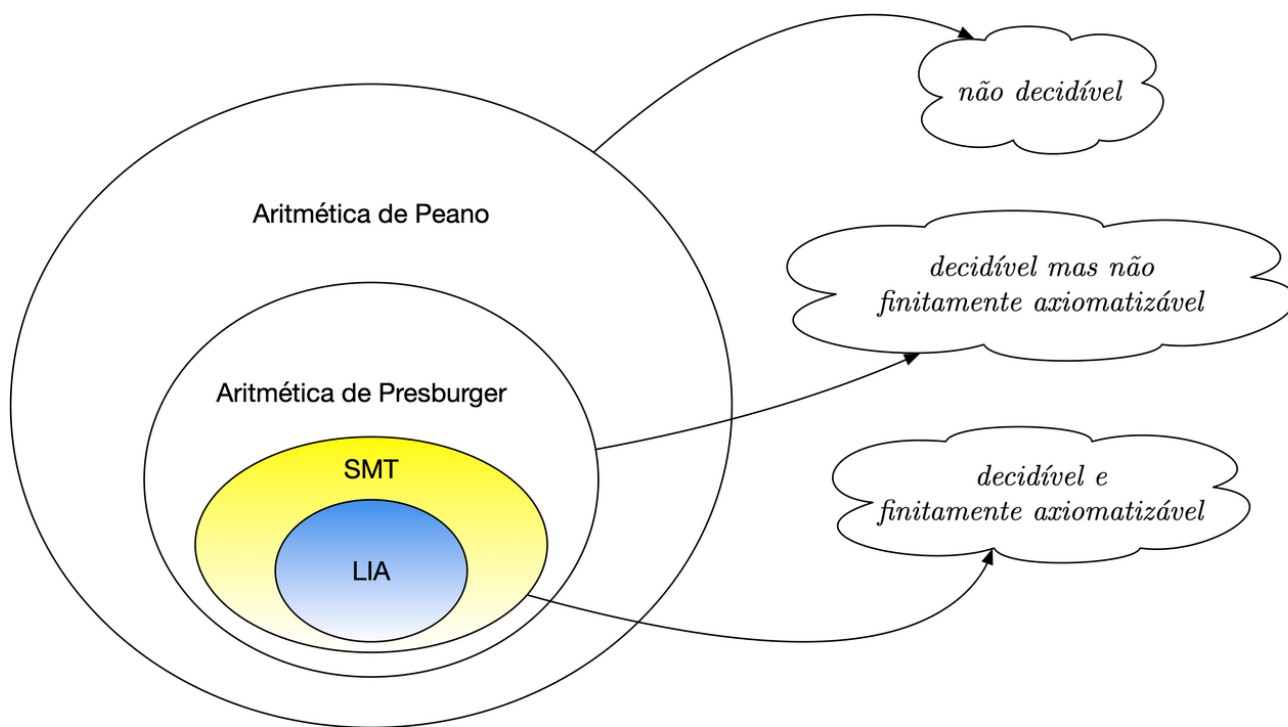 não decidível
Aritmética de Peano
decidível mas não
finitamente axiomatizável
Aritmética de Presburger
SMT
decidível e
finitamente axiomatizável
LIA